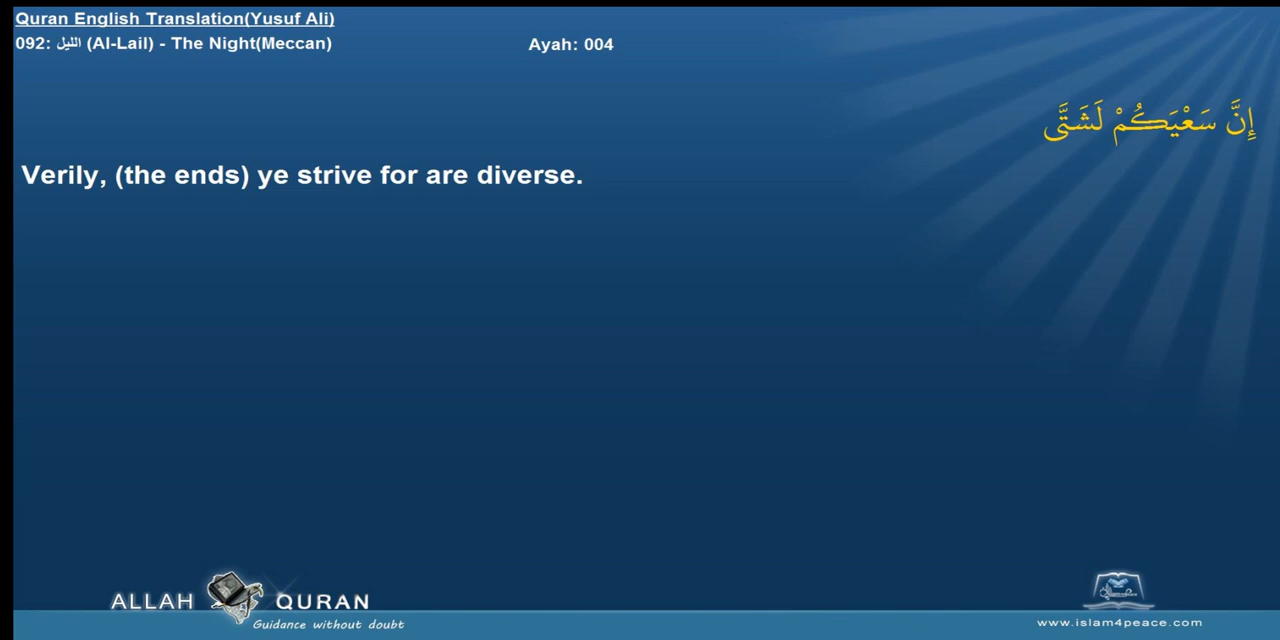 Quran English Translation(Yusuf Ali)
092: الليل (Al-Lail) - The Night(Meccan)
Ayah: 004
إِنَّ سَعْيَكُمْ لَشَتَّى
Verily, (the ends) ye strive for are diverse.
ALLAH QURAN
Guidance without doubt
www.islam4peace.com